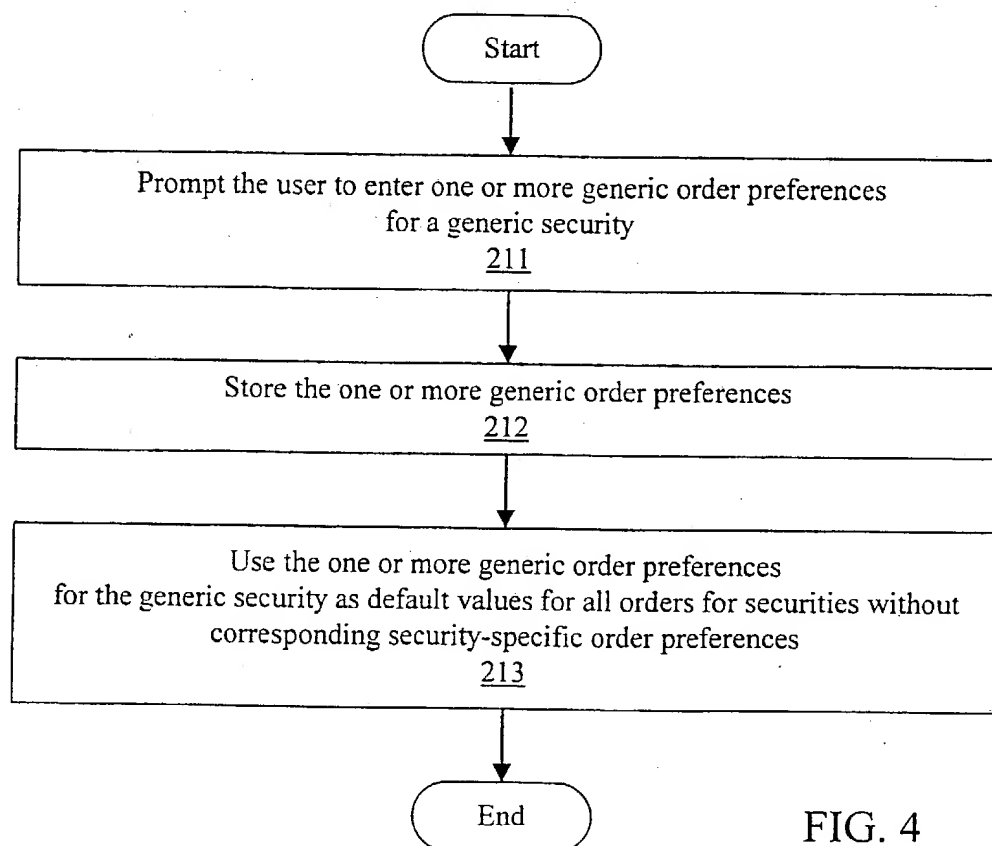 Start
Prompt the user to enter one or more generic order preferences
for a generic security
211
Store the one or more generic order preferences
212
Use the one or more generic order preferences
for the generic security as default values for all orders for securities without
corresponding security-specific order preferences
213
End
FIG. 4